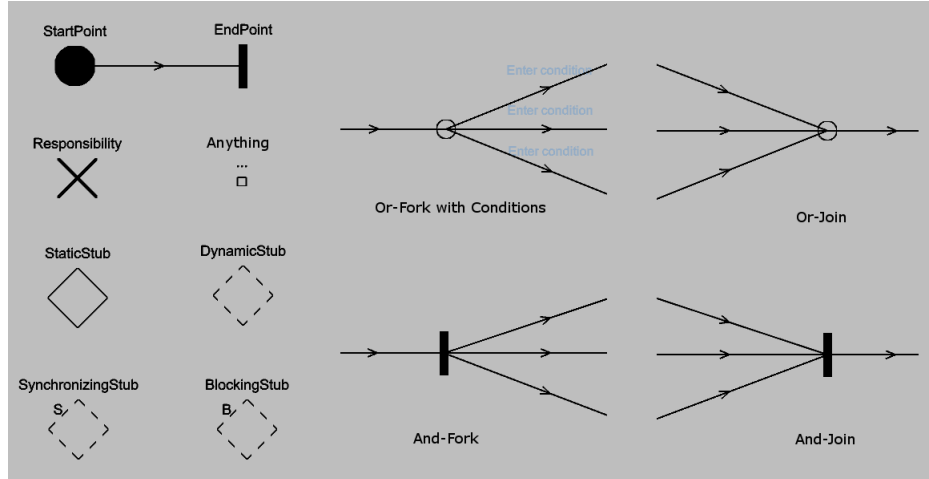 StartPoint
EndPoint
Enter condition
Enter condition
Enter condition
Responsibility
Anything
...
Or-Fork with Conditions
Or-Join
StaticStub
DynamicStub
SynchronizingStub
S
BlockingStub
B
And-Fork
And-Join